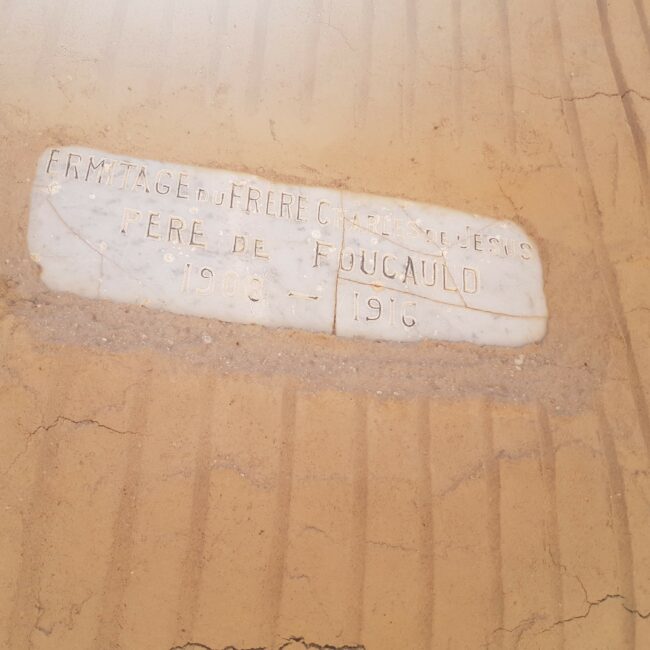 ERMITAGE DU FRERE CHARLES DE JESUS
PERE DE FOUCAULD
1908 — 1916